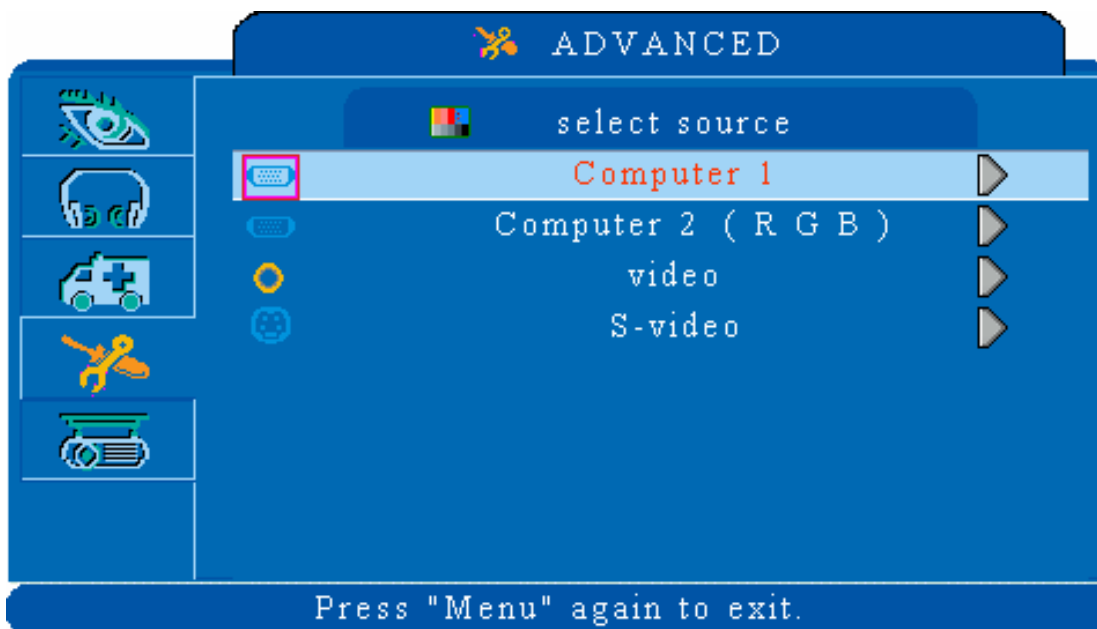 ADVANCED
select source
Computer 1
Computer 2 ( R G B )
video
S-video
Press "Menu" again to exit.